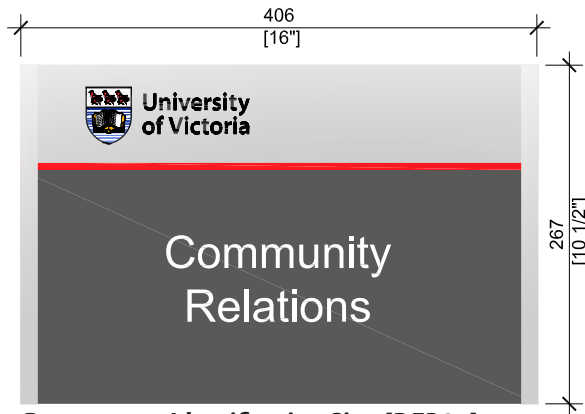 406
[16"]
University
of Victoria
267
[10 1/2"]
Community
Relations